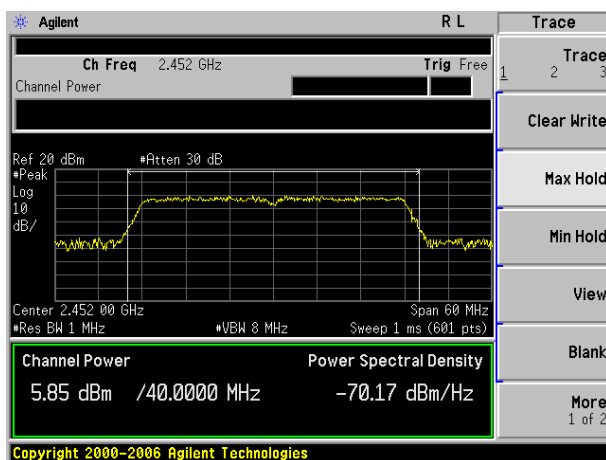 Agilent R L Trace
Ch Freq 2.452 GHz Trig Free
Channel Power
Trace
1 2 3
Clear Write
Ref 20 dBm #Atten 30 dB
#Peak
Log
10
dB/
Max Hold
Min Hold
Center 2.452 00 GHz Span 60 MHz
#Res BW 1 MHz #VBW 8 MHz Sweep 1 ms (601 pts)
View
Channel Power Power Spectral Density
5.85 dBm /40.0000 MHz -70.17 dBm/Hz
Blank
More
1 of 2
Copyright 2000-2006 Agilent Technologies